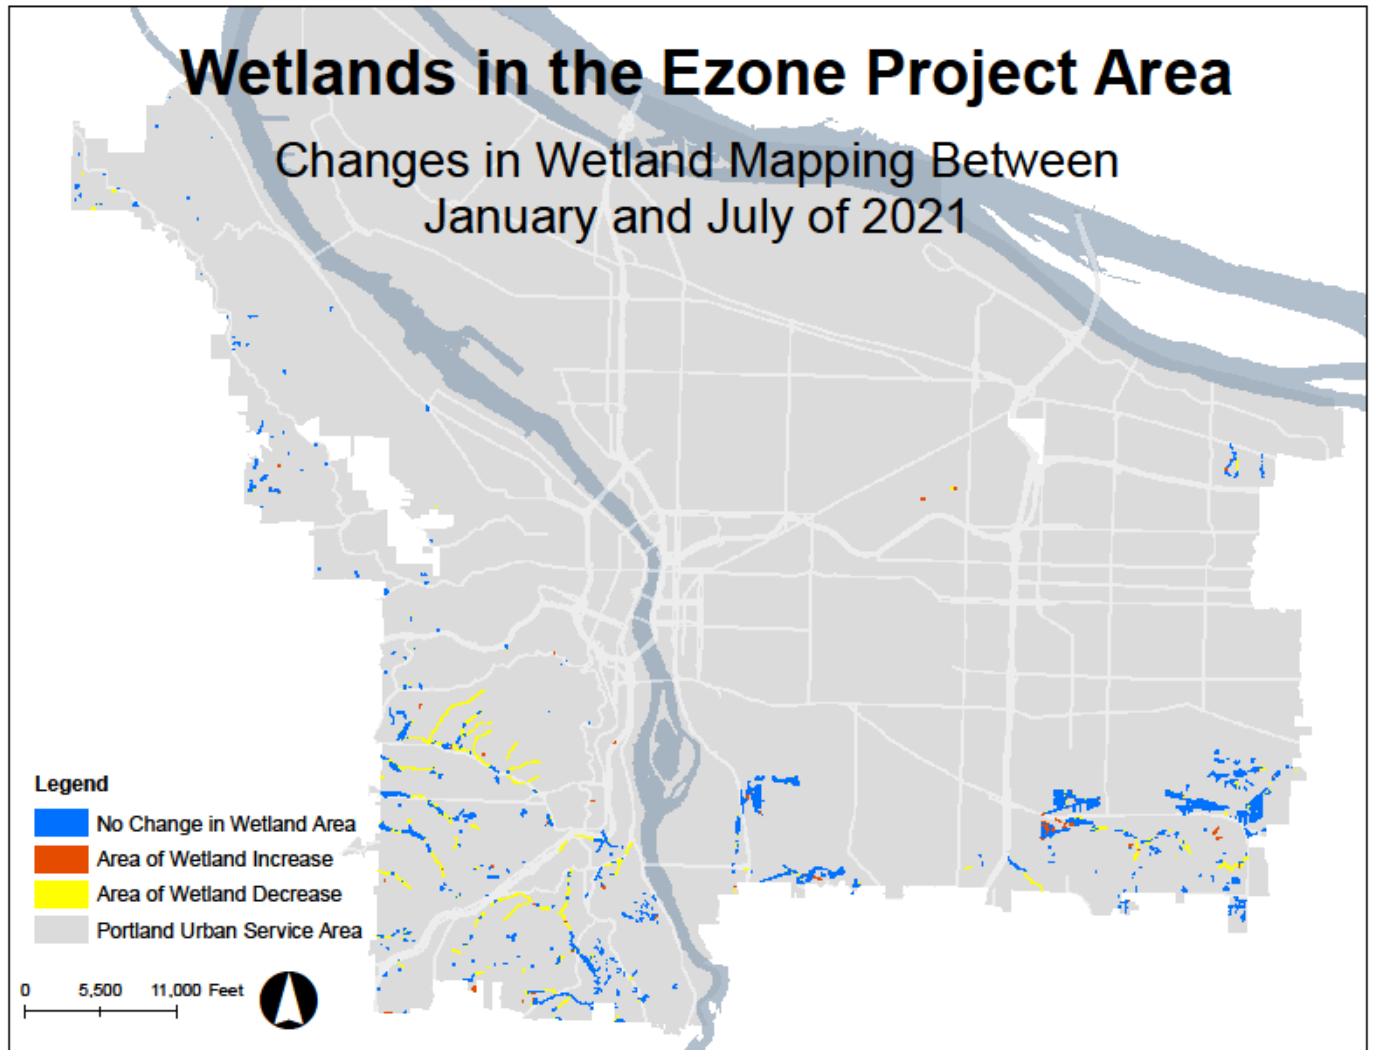 Wetlands in the Ezone Project Area
Changes in Wetland Mapping Between
January and July of 2021
Legend
No Change in Wetland Area
Area of Wetland Increase
Area of Wetland Decrease
Portland Urban Service Area
0 5,500 11,000 Feet